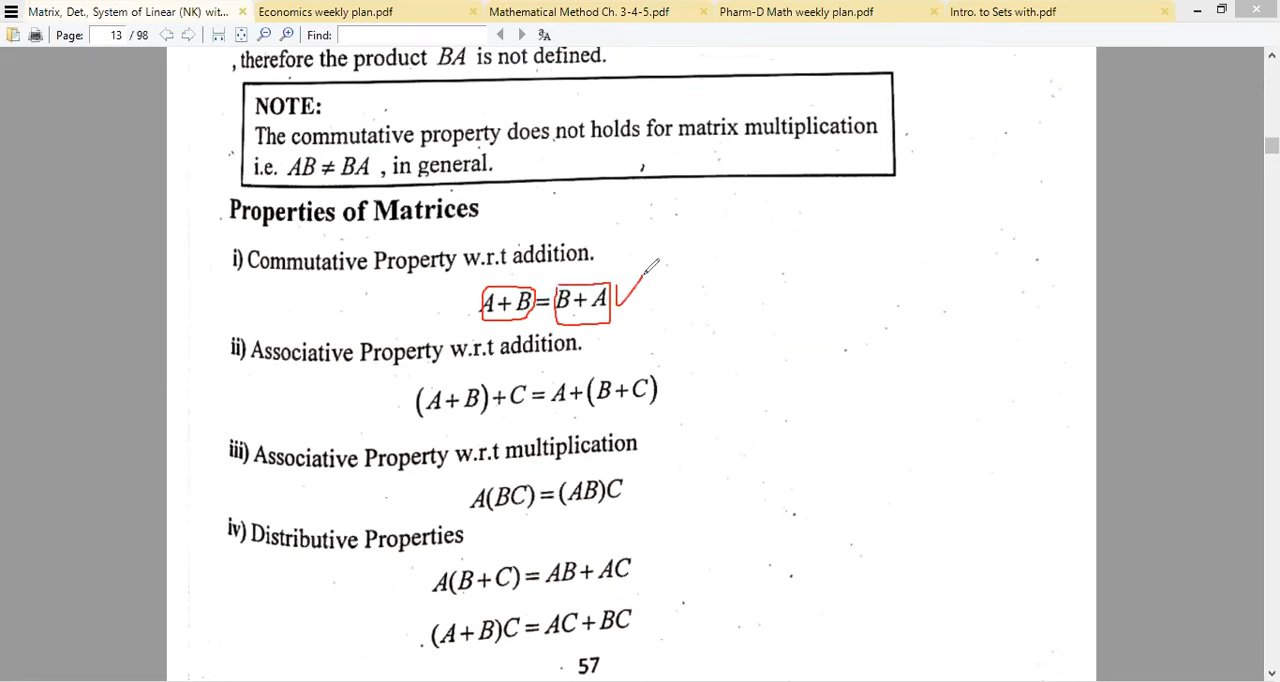 Matrix, Det., System of Linear (NK) wit...
Economics weekly plan.pdf
Mathematical Method Ch. 3-4-5.pdf
Pharm-D Math weekly plan.pdf
Intro. to Sets with.pdf
Page: 13 / 98 Find:
,therefore the product BA is not defined.
NOTE:
The commutative property does not holds for matrix multiplication
i.e. AB ≠ BA , in general.
Properties of Matrices
i) Commutative Property w.r.t addition.
A + B = B + A
ii) Associative Property w.r.t addition.
(A+B)+C = A+(B+C)
iii) Associative Property w.r.t multiplication
A(BC) = (AB)C
iv) Distributive Properties
A(B+C) = AB + AC
(A+B)C = AC + BC
57